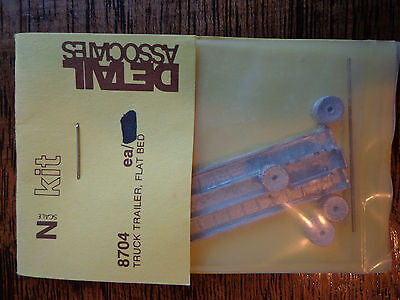 DETAIL
ASSOCIATES
N SCALE kit
ea/
8704
TRUCK TRAILER, FLAT BED